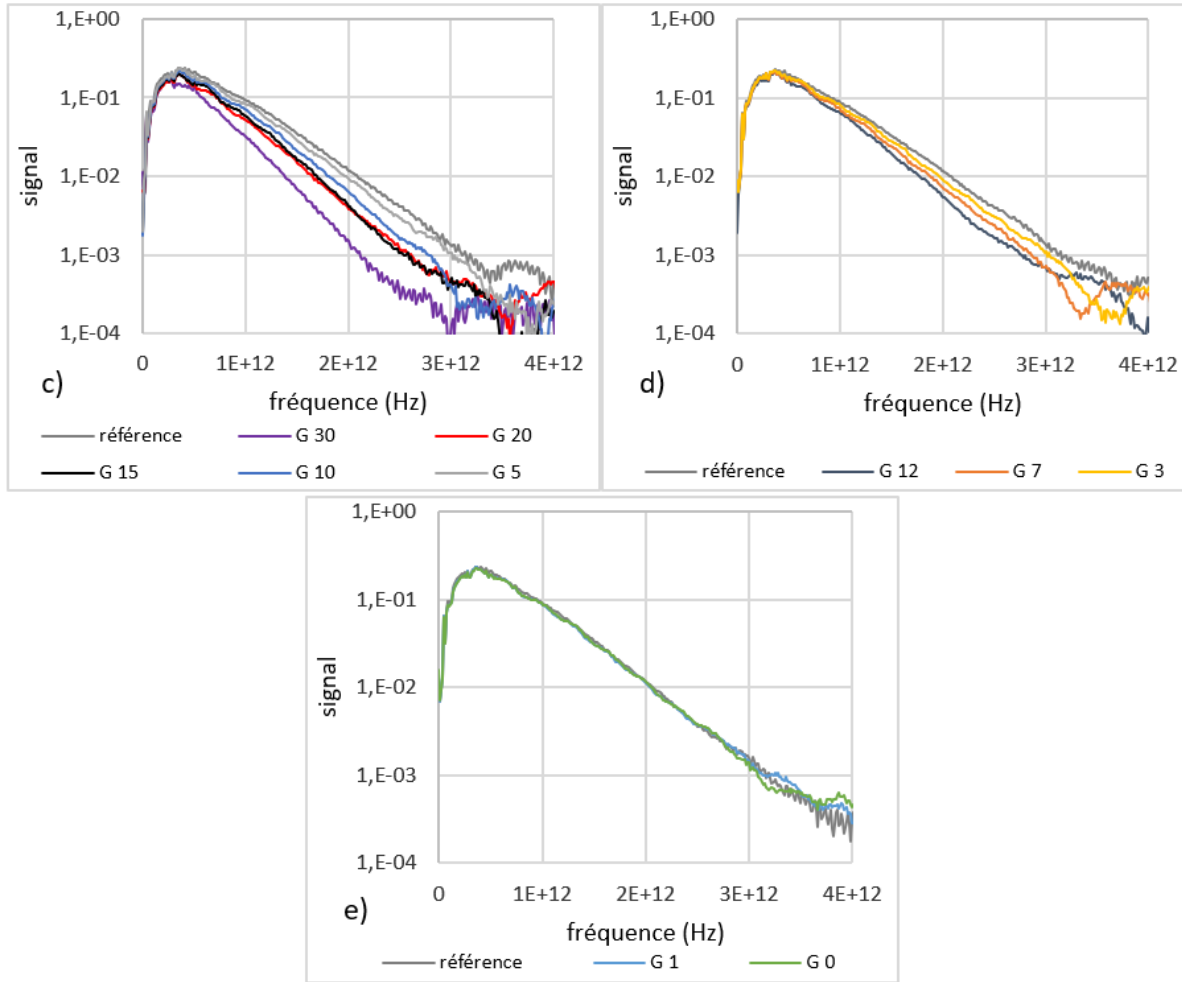 1,E+00
1,E-01
1,E-02
1,E-03
1,E-04
signal
0
1E+12
2E+12
3E+12
4E+12
c)
fréquence (Hz)
référence
G 30
G 20
G 15
G 10
G 5
1,E+00
1,E-01
1,E-02
1,E-03
1,E-04
signal
0
1E+12
2E+12
3E+12
4E+12
d)
fréquence (Hz)
référence
G 12
G 7
G 3
1,E+00
1,E-01
1,E-02
1,E-03
1,E-04
signal
0
1E+12
2E+12
3E+12
4E+12
e)
fréquence (Hz)
référence
G 1
G 0